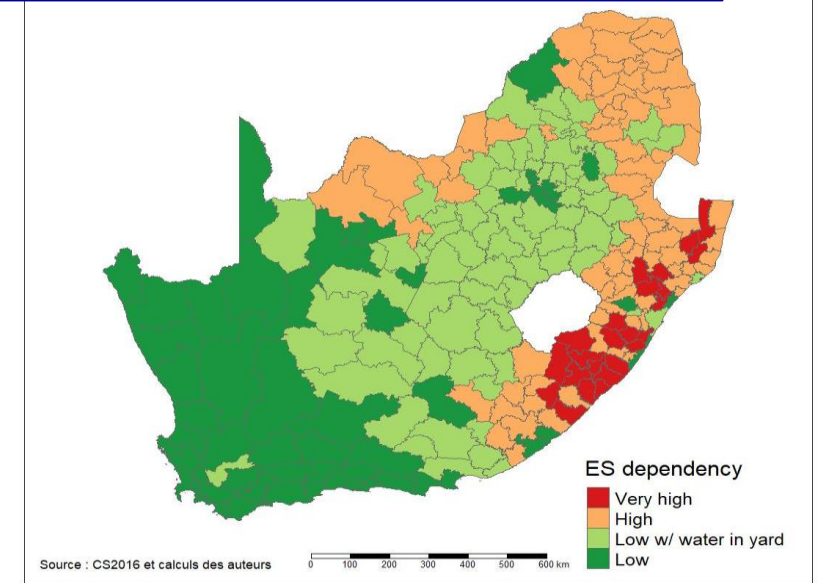 ES dependency
Very high
High
Low w/ water in yard
Low
Source : CS2016 et calculs des auteurs
0 100 200 300 400 500 600 km